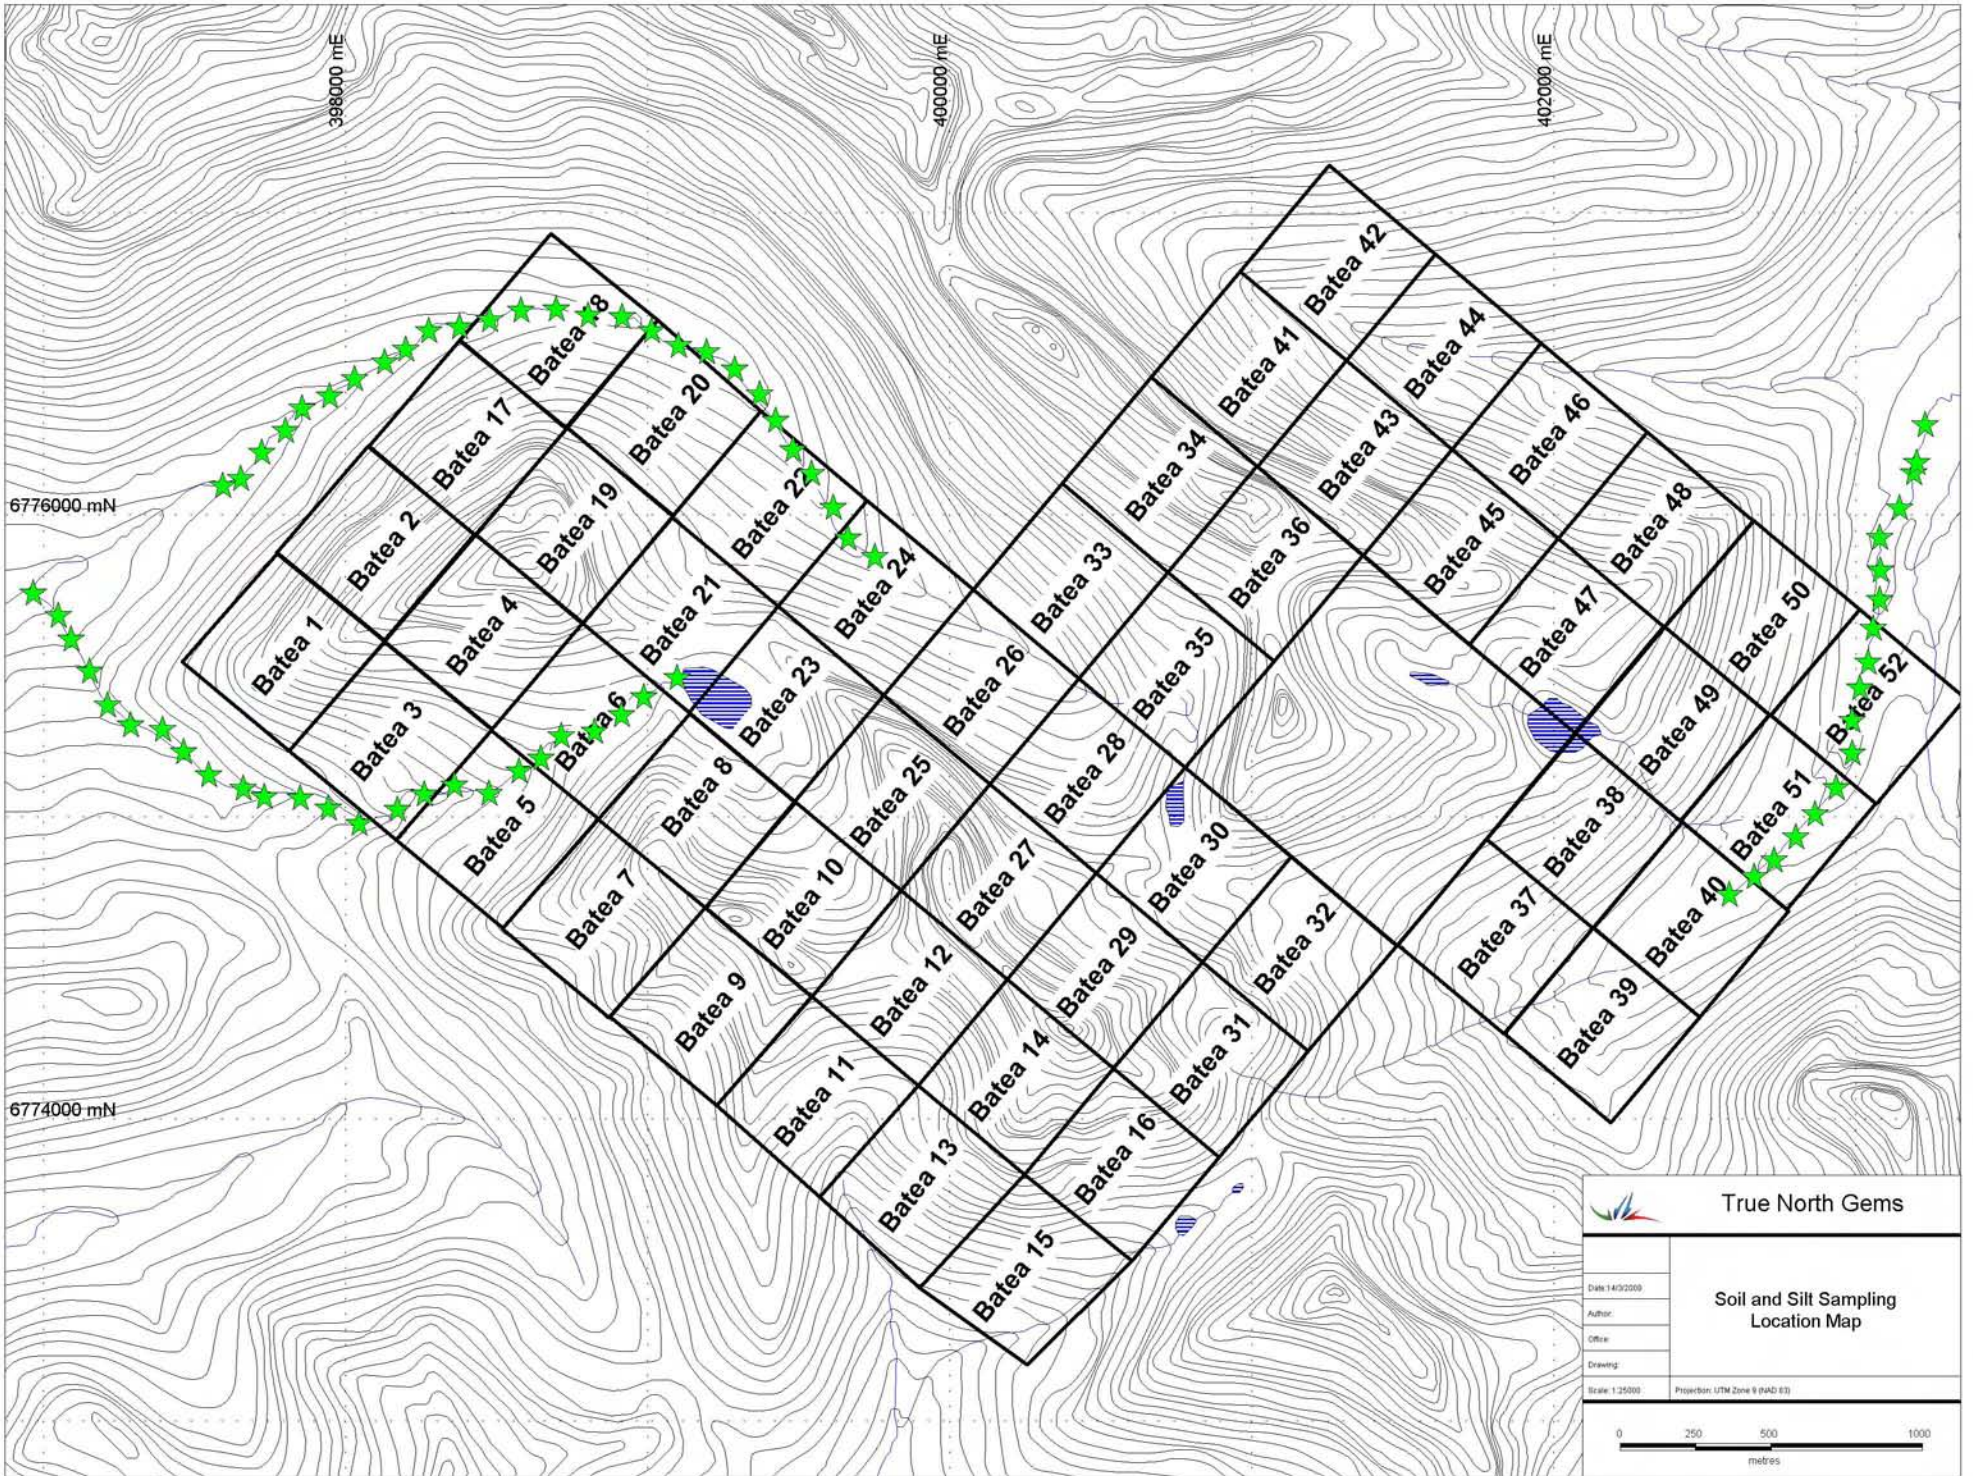 398000 mE
400000 mE
402000 mE
6776000 mN
6774000 mN
Batea 1
Batea 2
Batea 3
Batea 4
Batea 5
Batea 6
Batea 7
Batea 8
Batea 9
Batea 10
Batea 11
Batea 12
Batea 13
Batea 14
Batea 15
Batea 16
Batea 17
Batea 18
Batea 19
Batea 20
Batea 21
Batea 22
Batea 23
Batea 24
Batea 25
Batea 26
Batea 27
Batea 28
Batea 29
Batea 30
Batea 31
Batea 32
Batea 33
Batea 34
Batea 35
Batea 36
Batea 37
Batea 38
Batea 39
Batea 40
Batea 41
Batea 42
Batea 43
Batea 44
Batea 45
Batea 46
Batea 47
Batea 48
Batea 49
Batea 50
Batea 51
Batea 52
True North Gems
Soil and Silt Sampling
Location Map
Author:
Office:
Drawing:
Scale: 1:25000
Projection: UTM Zone 9 (NAD 83)
0 250 500 1000
metres